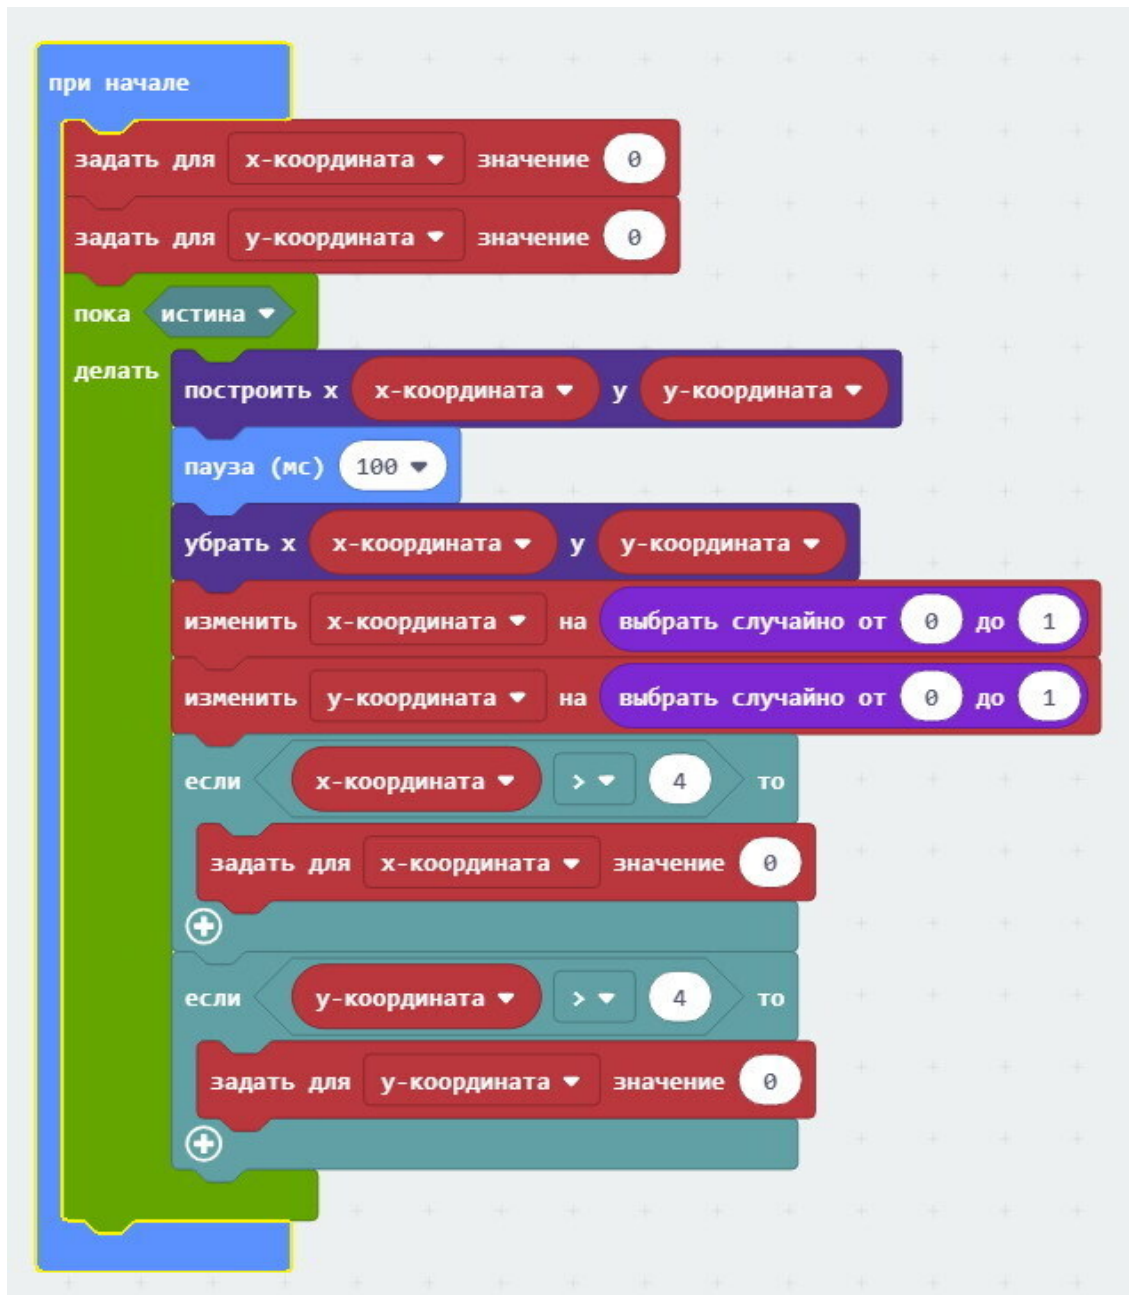 при начале
задать для x-координата значение 0
задать для y-координата значение 0
пока истина
делать
построить x x-координата y y-координата
пауза (мс) 100
убрать x x-координата y y-координата
изменить x-координата на выбрать случайно от 0 до 1
изменить y-координата на выбрать случайно от 0 до 1
если x-координата > 4 то
задать для x-координата значение 0
если y-координата > 4 то
задать для y-координата значение 0